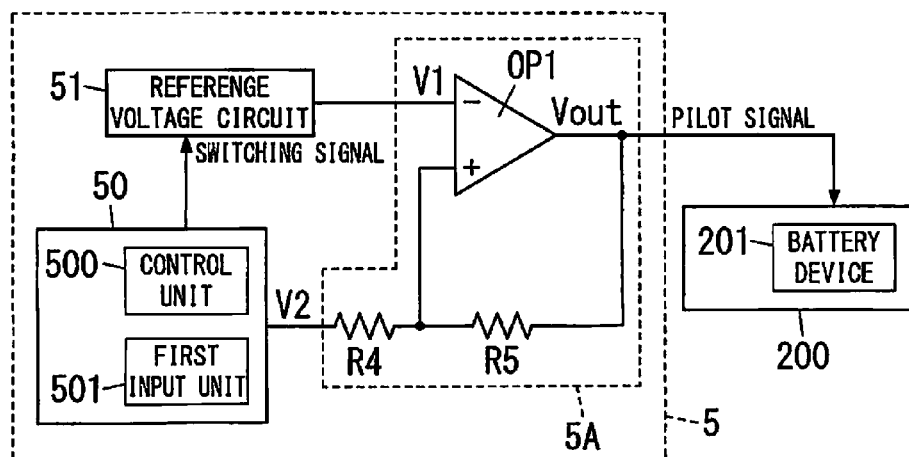 51
REFERENGE
VOLTAGE CIRCUIT
SWITCHING SIGNAL
V1
−
+
OP1
Vout
PILOT SIGNAL
50
500
CONTROL
UNIT
501
FIRST
INPUT UNIT
V2
R4
R5
201
BATTERY
DEVICE
200
5A
5